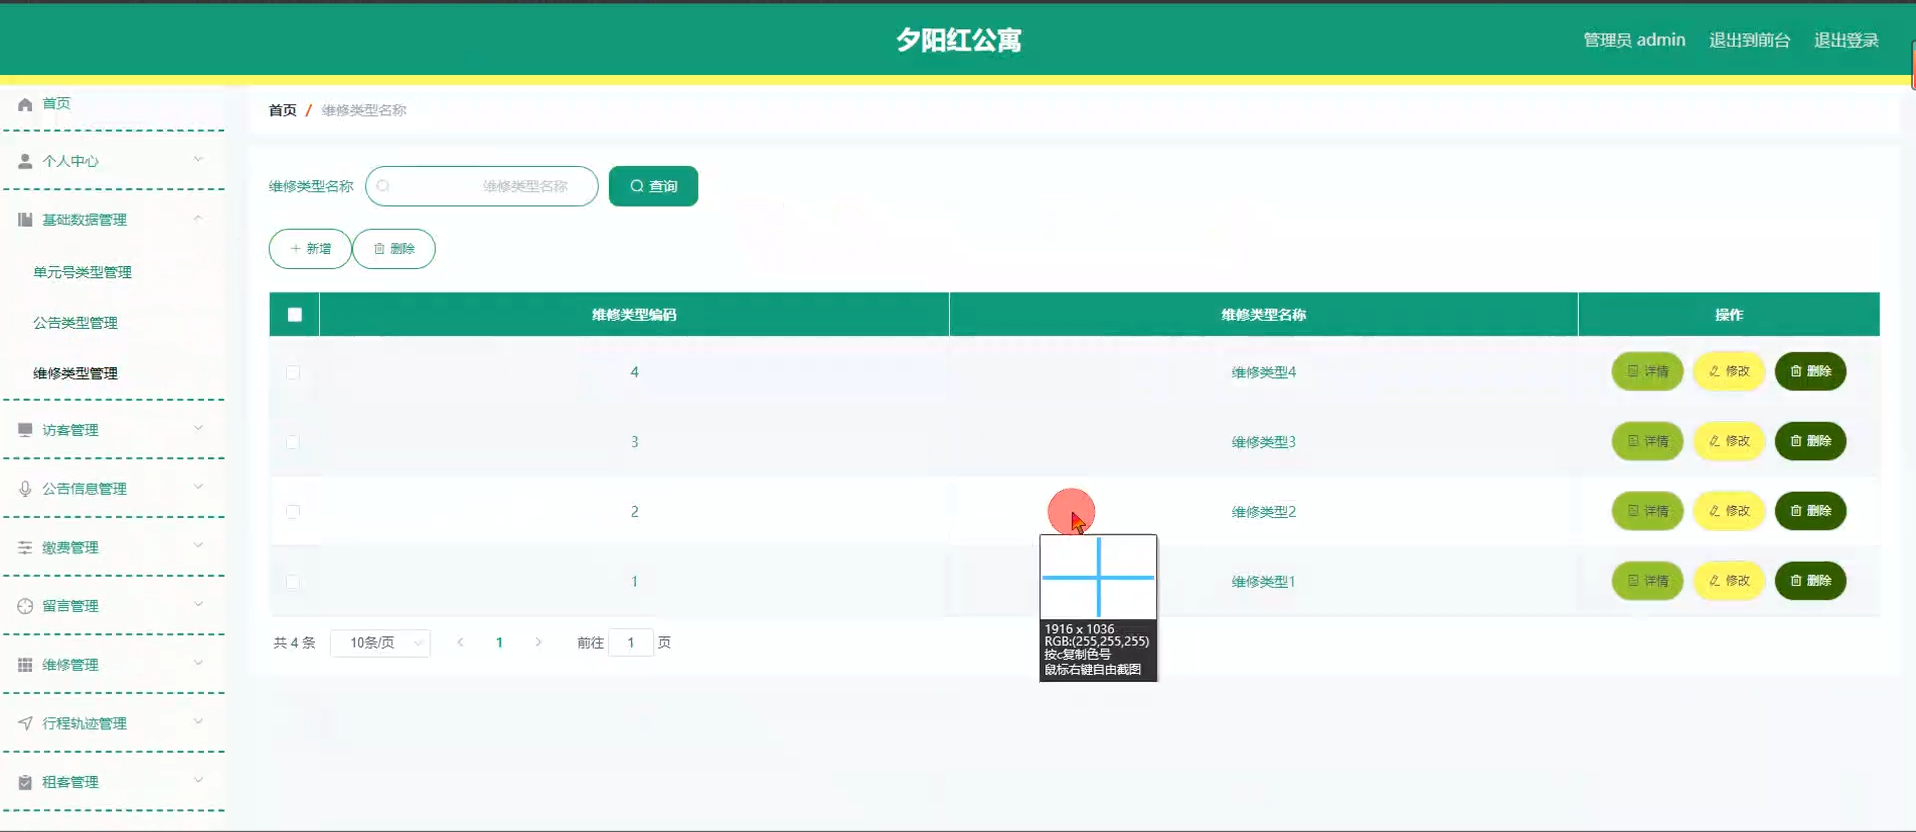 夕阳红公寓
管理员 admin 退出到前台 退出登录
首页
个人中心
基础数据管理
单元号类型管理
公告类型管理
维修类型管理
访客管理
公告信息管理
缴费管理
留言管理
维修管理
行程轨迹管理
租客管理
首页 / 维修类型名称
维修类型名称 维修类型名称 查询
新增 删除
维修类型编码 维修类型名称 操作
4 维修类型4 详情 修改 删除
3 维修类型3 详情 修改 删除
2 维修类型2 详情 修改 删除
1 维修类型1 详情 修改 删除
共 4 条 10条/页 1 前往 1 页
1916 x 1036
RGB:(255,255,255)
按c复制色号
鼠标右键自由截图